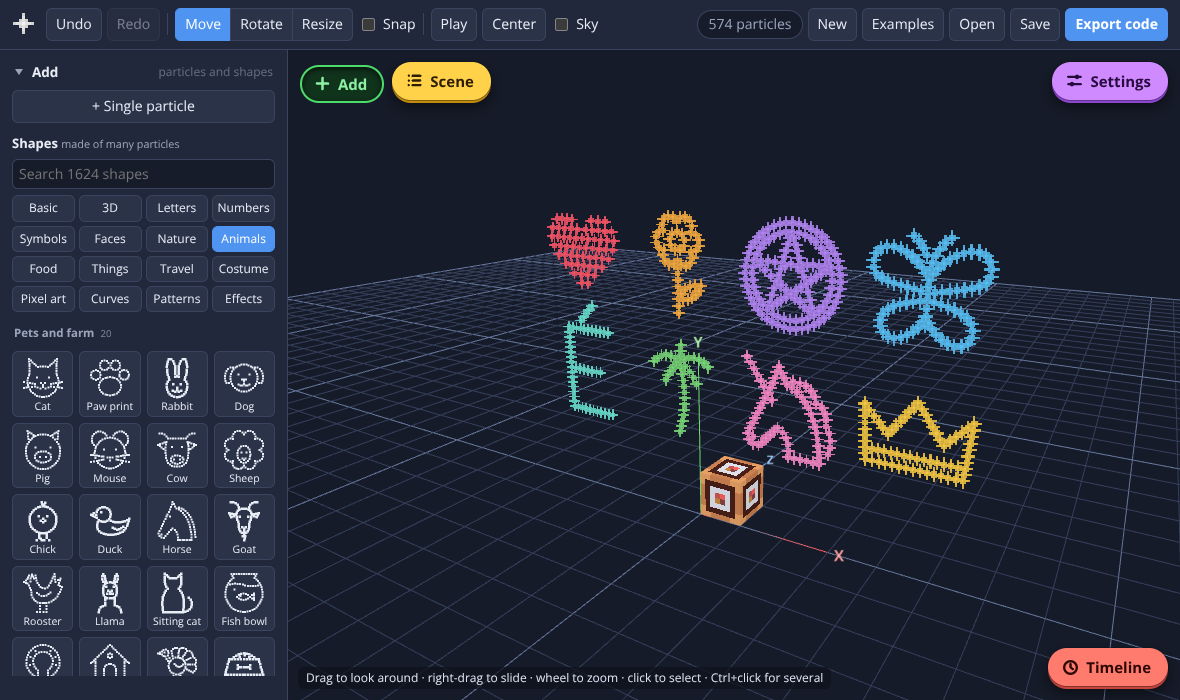 Undo Redo Move Rotate Resize Snap Play Center Sky 574 particles New Examples Open Save Export code
Add particles and shapes
+ Single particle
Shapes made of many particles
Search 1624 shapes
Basic 3D Letters Numbers
Symbols Faces Nature Animals
Food Things Travel Costume
Pixel art Curves Patterns Effects
Pets and farm 20
Cat Paw print Rabbit Dog
Pig Mouse Cow Sheep
Chick Duck Horse Goat
Rooster Llama Sitting cat Fish bowl
+ Add
Scene
Settings
E
Y
Z
X
Drag to look around · right-drag to slide · wheel to zoom · click to select · Ctrl+click for several
Timeline